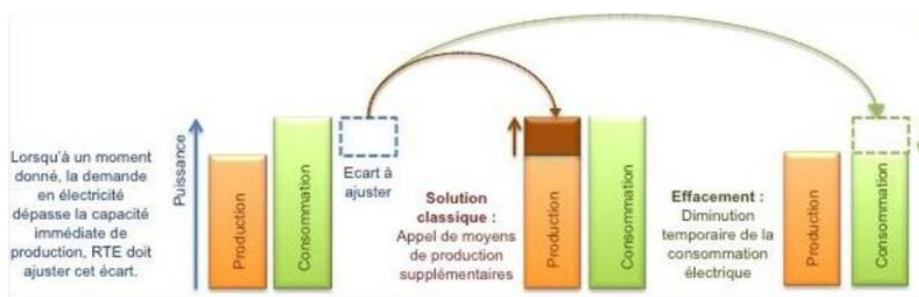 Lorsqu'à un moment
donné, la demande
en électricité
dépasse la capacité
immédiate de
production, RTE doit
ajuster cet écart.
Puissance
Production
Consommation
Ecart à
ajuster
Solution
classique :
Appel de moyens
de production
supplémentaires
Production
Consommation
Effacement :
Diminution
temporaire de la
consommation
électrique
Production
Consommation